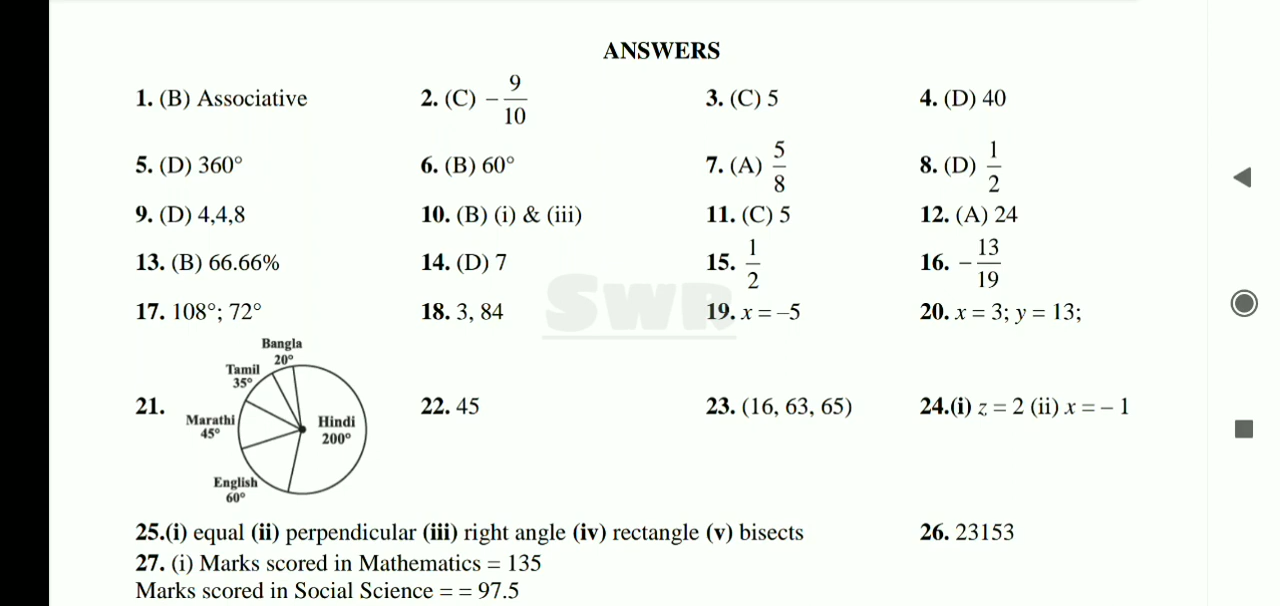 ANSWERS
1. (B) Associative 2. (C) −9/10 3. (C) 5 4. (D) 40
5. (D) 360° 6. (B) 60° 7. (A) 5/8 8. (D) 1/2
9. (D) 4,4,8 10. (B) (i) & (iii) 11. (C) 5 12. (A) 24
13. (B) 66.66% 14. (D) 7 15. 1/2 16. −13/19
SWR
17. 108°; 72° 18. 3, 84 19. x = –5 20. x = 3; y = 13;
Bangla
20°
Tamil
35°
21. 22. 45 23. (16, 63, 65) 24.(i) z = 2 (ii) x = – 1
Marathi
45°
Hindi
200°
English
60°
25.(i) equal (ii) perpendicular (iii) right angle (iv) rectangle (v) bisects 26. 23153
27. (i) Marks scored in Mathematics = 135
Marks scored in Social Science = = 97.5